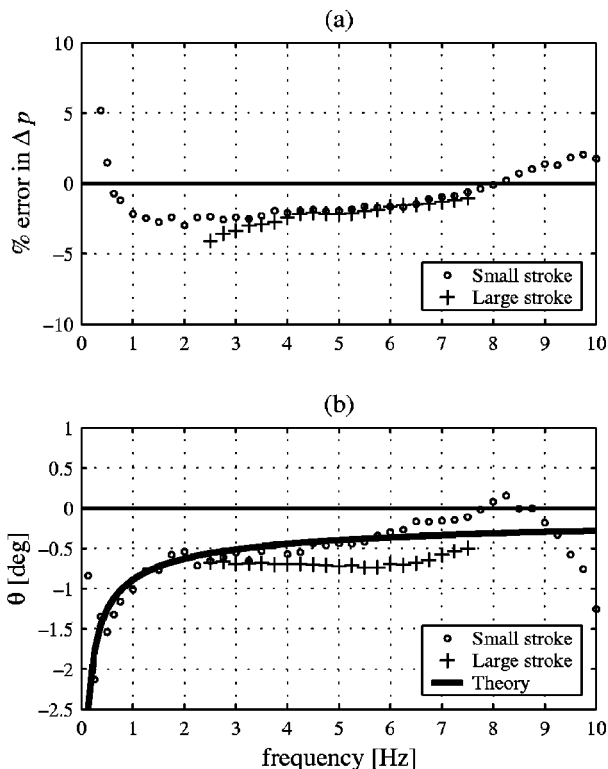 (a)
10
5
0
−5
−10
% error in Δ p
Small stroke
Large stroke
0 1 2 3 4 5 6 7 8 9 10
(b)
1
0.5
0
−0.5
−1
−1.5
−2
−2.5
θ [deg]
Small stroke
Large stroke
Theory
0 1 2 3 4 5 6 7 8 9 10
frequency [Hz]